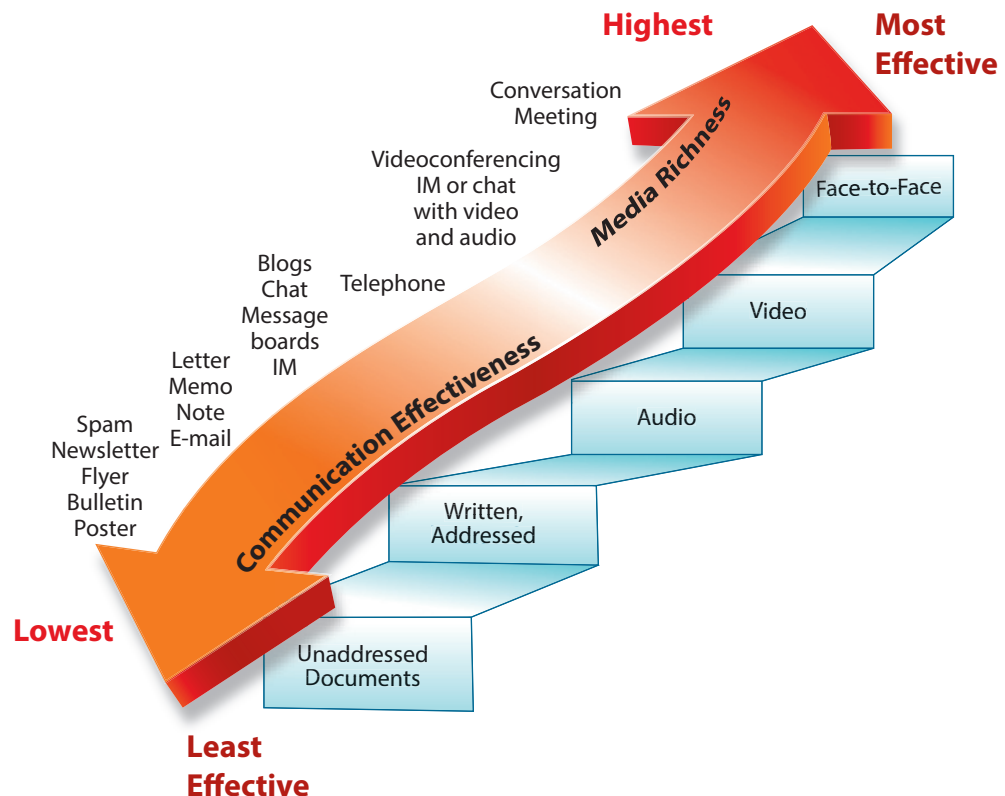 Highest
Most
Effective
Conversation
Meeting
Media Richness
Videoconferencing
IM or chat
with video
and audio
Face-to-Face
Blogs
Chat
Message
boards
IM
Telephone
Video
Letter
Memo
Note
E-mail
Communication Effectiveness
Audio
Spam
Newsletter
Flyer
Bulletin
Poster
Written,
Addressed
Lowest
Unaddressed
Documents
Least
Effective